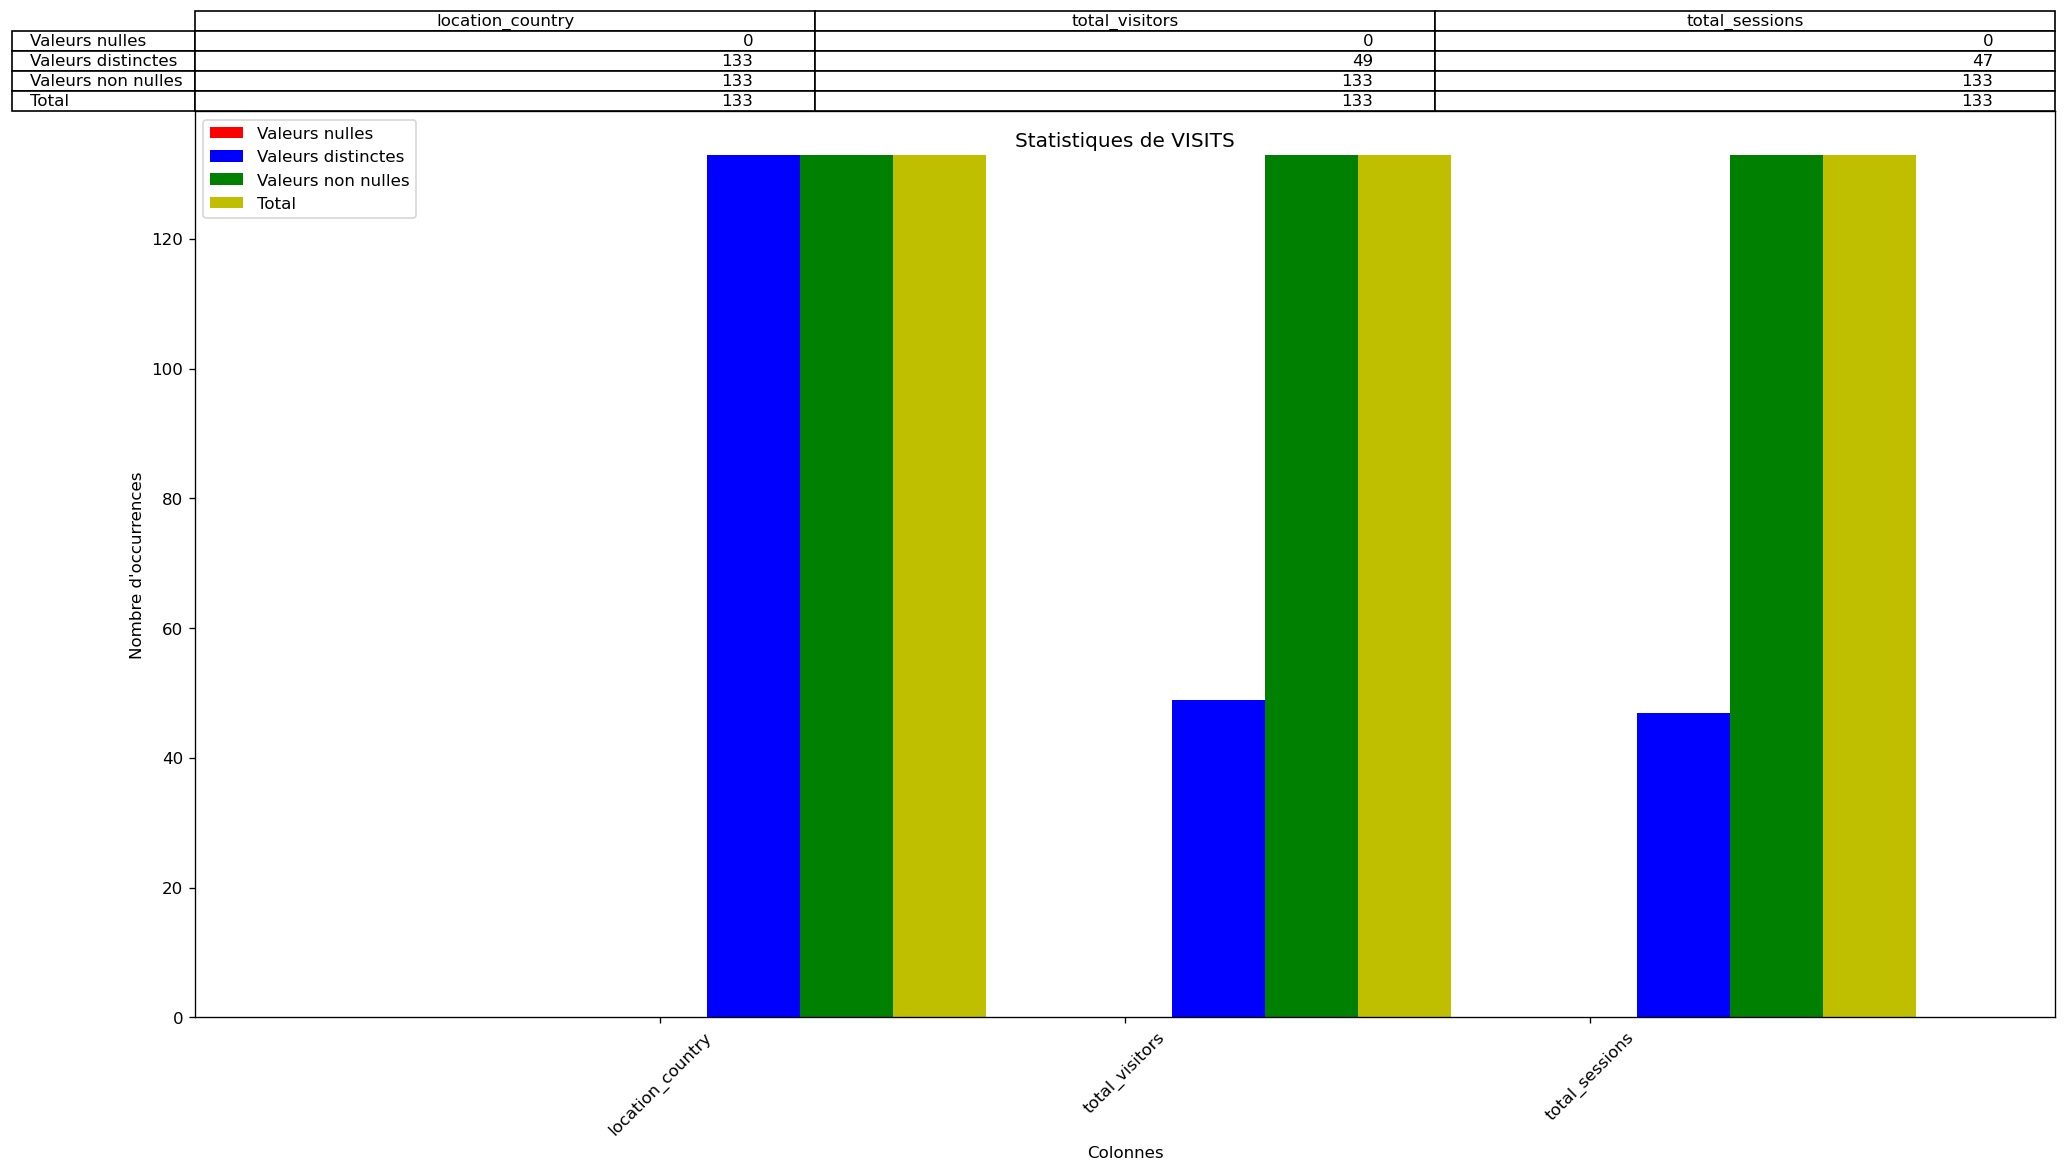 location_country total_visitors total_sessions
Valeurs nulles 0 0 0
Valeurs distinctes 133 49 47
Valeurs non nulles 133 133 133
Total 133 133 133
Statistiques de VISITS
Valeurs nulles
Valeurs distinctes
Valeurs non nulles
Total
120
100
80
60
40
20
0
Nombre d'occurrences
location_country
total_visitors
total_sessions
Colonnes